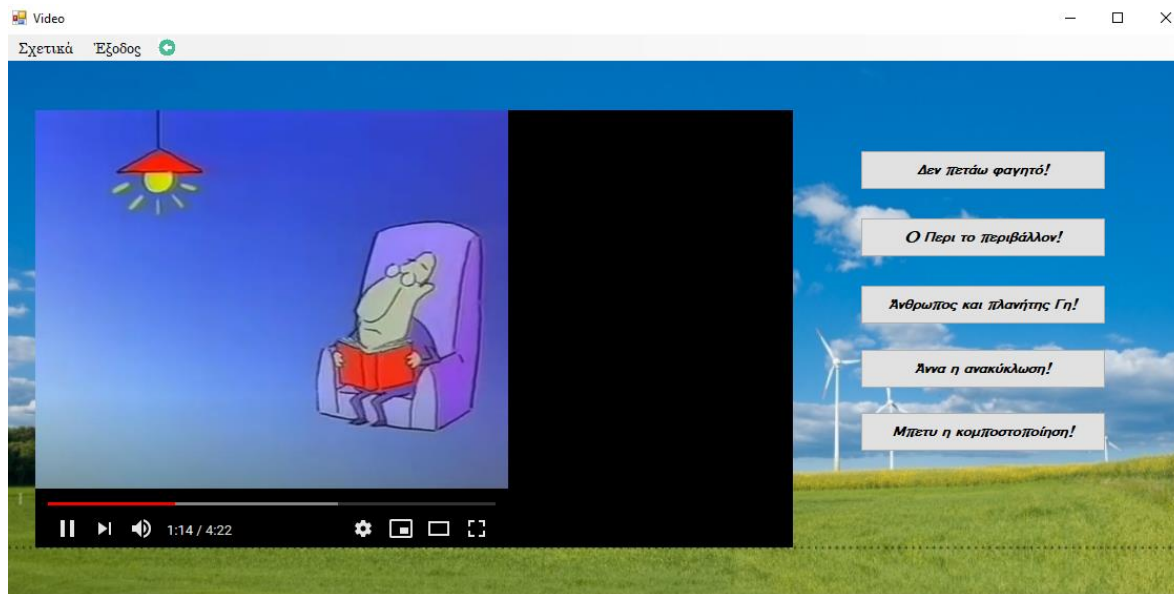 Video
Σχετικά Έξοδος
Δεν πετάω φαγητό!
Ο Περι το περιβάλλον!
Άνθρωπος και πλανήτης Γη!
Άννα η ανακύκλωση!
Μπετυ η κομποστοποίηση!
1:14 / 4:22